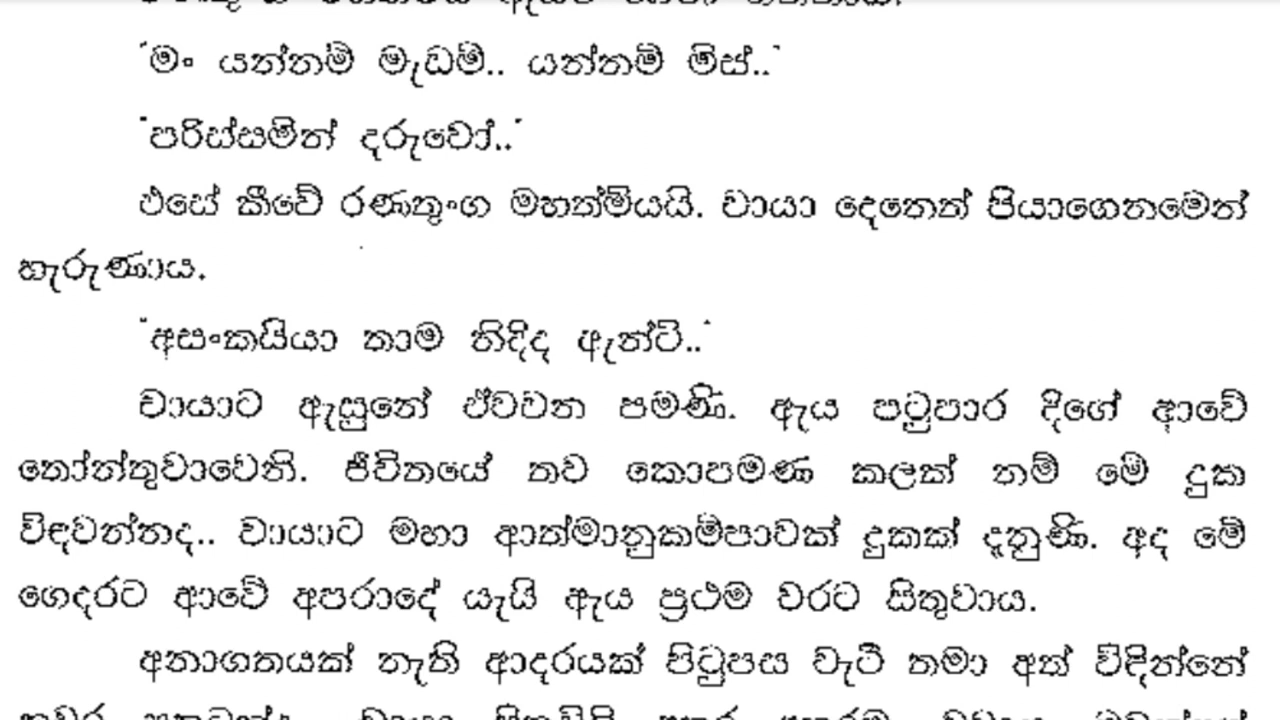 "මං යන්නම් මැඩම්.. යන්නම් මිස්.."
"පරිස්සමින් දරුවෝ.."
එසේ කීවේ රණතුංග මහත්මියයි. චායා දෙනෙත් පියාගෙනමෙන්
හැරුණාය.
"අසංකයියා තාම නිදිද ඇන්ටි.."
චායාට ඇසුනේ ඒවචන පමණි. ඇය පටුපාර දිගේ ආවේ
තෝන්තුවාවෙනි. ජීවිතයේ තව කොපමණ කලක් නම් මේ දුක
විඳවන්නද.. චායාට මහා ආත්මානුකම්පාවක් දුකක් දැනුණි. අද මේ
ගෙදරට ආවේ අපරාදේ යැයි ඇය ප්‍රථම වරට සිතුවාය.
අනාගතයක් නැති ආදරයක් පිටුපස වැටී තමා අත් විඳින්නේ